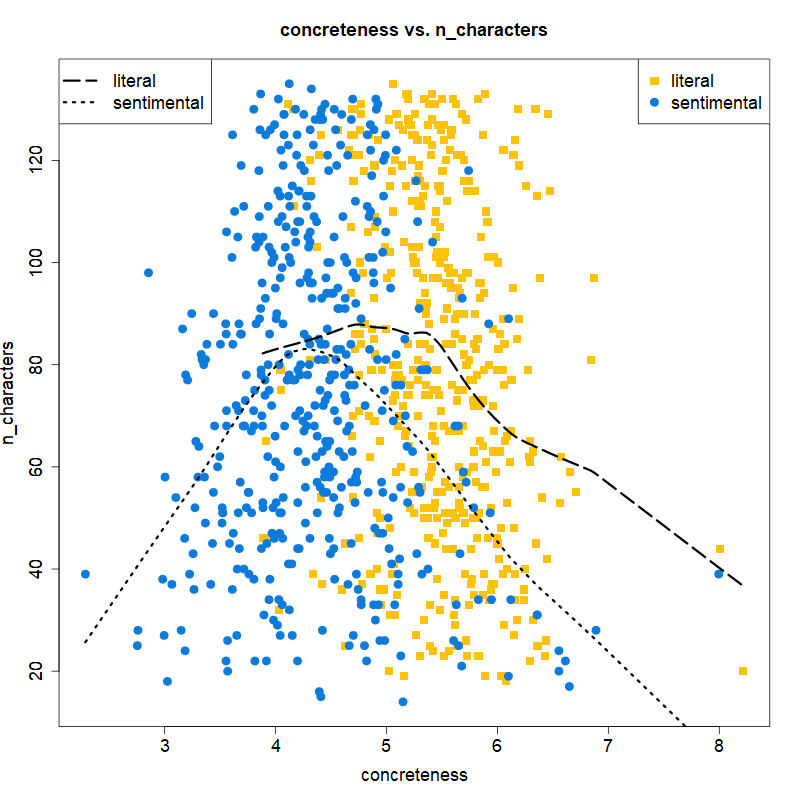 concreteness vs. n_characters
literal
sentimental
literal
sentimental
n_characters
20
40
60
80
100
120
3 4 5 6 7 8
concreteness